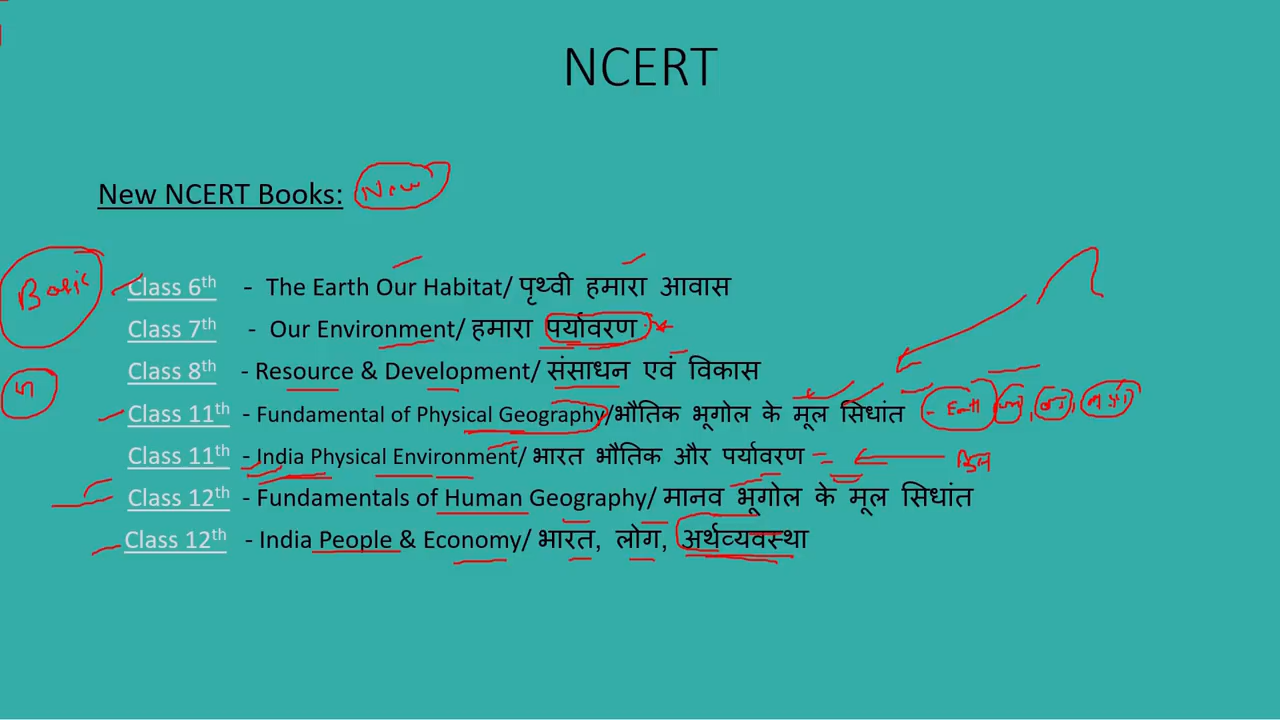 NCERT
New NCERT Books: New
Basic
Class 6th - The Earth Our Habitat/ पृथ्वी हमारा आवास
Class 7th - Our Environment/ हमारा पर्यावरण
Class 8th - Resource & Development/ संसाधन एवं विकास
Class 11th - Fundamental of Physical Geography/भौतिक भूगोल के मूल सिधांत - Earth
Class 11th - India Physical Environment/ भारत भौतिक और पर्यावरण
Class 12th - Fundamentals of Human Geography/ मानव भूगोल के मूल सिधांत
Class 12th - India People & Economy/ भारत, लोग, अर्थव्यवस्था